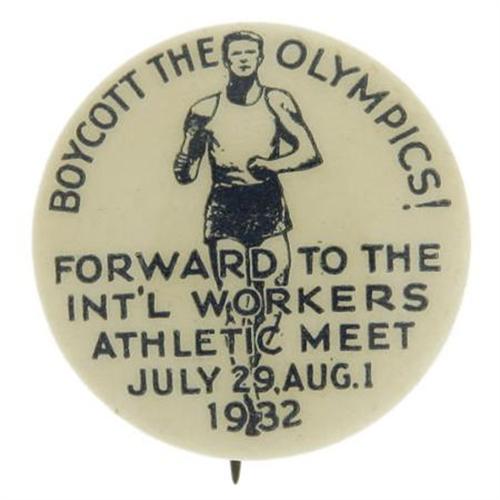 BOYCOTT THE OLYMPICS!
FORWARD TO THE
INT'L WORKERS
ATHLETIC MEET
JULY 29, AUG. 1
1932